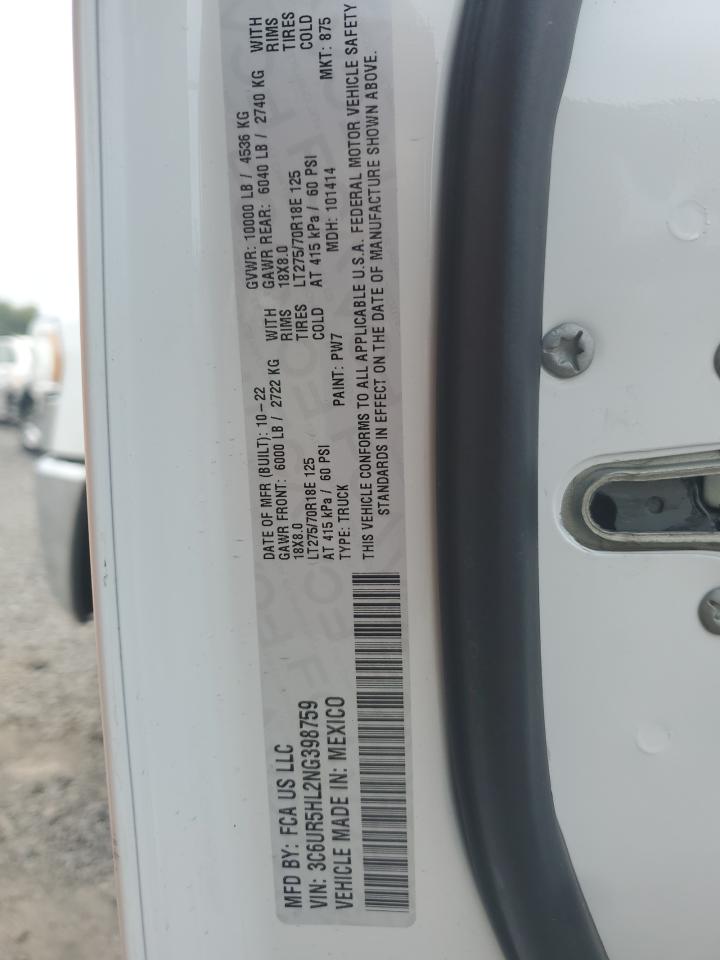 MFD BY: FCA US LLC
VIN: 3C6UR5HL2NG398759
VEHICLE MADE IN: MEXICO
DATE OF MFR (BUILT): 10-22 GVWR: 10000 LB / 4536 KG
GAWR FRONT: 6000 LB / 2722 KG WITH GAWR REAR: 6040 LB / 2740 KG WITH
18X8.0 RIMS 18X8.0 RIMS
LT275/70R18E 125 TIRES LT275/70R18E 125 TIRES
AT 415 kPa / 60 PSI COLD AT 415 kPa / 60 PSI COLD
TYPE: TRUCK PAINT: PW7 MDH: 101414 MKT: 875
THIS VEHICLE CONFORMS TO ALL APPLICABLE U.S.A. FEDERAL MOTOR VEHICLE SAFETY
STANDARDS IN EFFECT ON THE DATE OF MANUFACTURE SHOWN ABOVE.